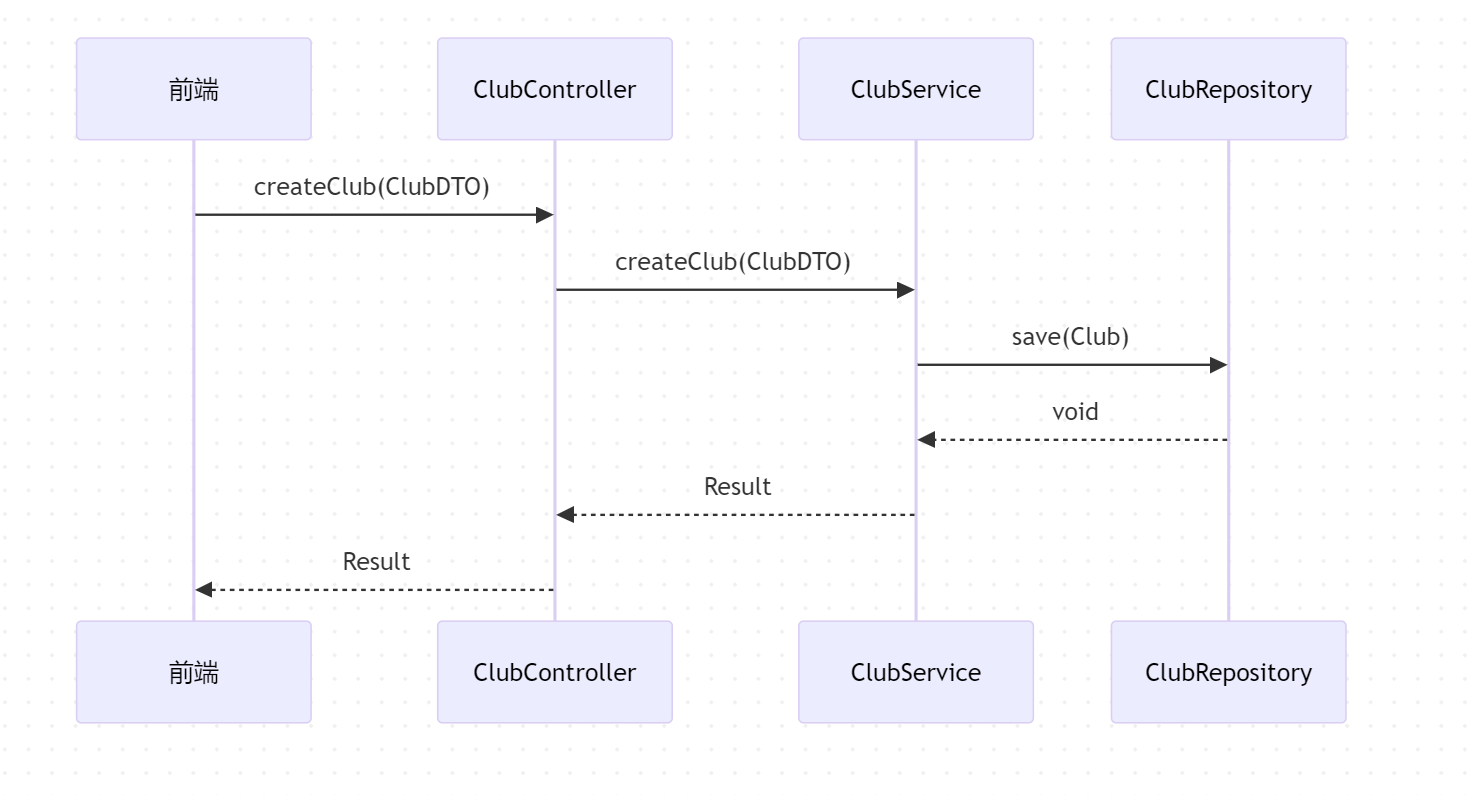 前端
ClubController
ClubService
ClubRepository
createClub(ClubDTO)
createClub(ClubDTO)
save(Club)
void
Result
Result
前端
ClubController
ClubService
ClubRepository